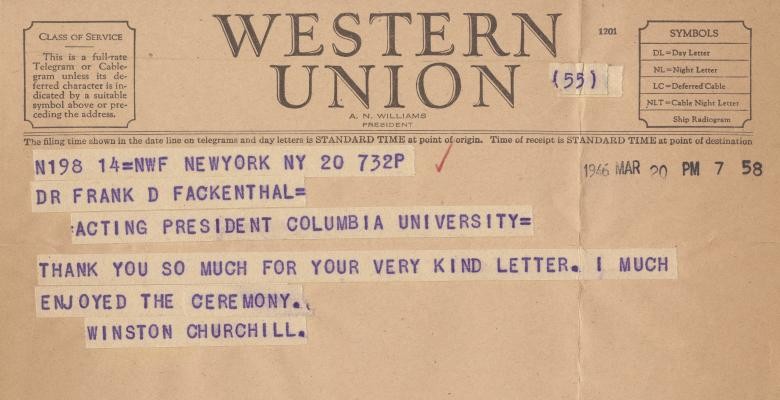 CLASS OF SERVICE
This is a full-rate
Telegram or Cable-
gram unless its de-
ferred character is in-
dicated by a suitable
symbol above or pre-
ceding the address.
WESTERN
UNION
1201
(55)
A. N. WILLIAMS
PRESIDENT
SYMBOLS
DL=Day Letter
NL=Night Letter
LC=Deferred Cable
NLT=Cable Night Letter
Ship Radiogram
The filing time shown in the date line on telegrams and day letters is STANDARD TIME at point of origin. Time of receipt is STANDARD TIME at point of destination
N198 14=NWF NEWYORK NY 20 732P
1946 MAR 20 PM 7 58
DR FRANK D FACKENTHAL=
ACTING PRESIDENT COLUMBIA UNIVERSITY=
THANK YOU SO MUCH FOR YOUR VERY KIND LETTER. I MUCH
ENJOYED THE CEREMONY.
WINSTON CHURCHILL.